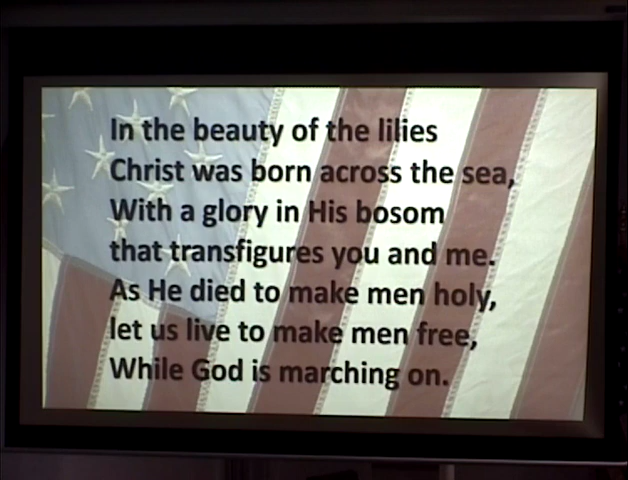 In the beauty of the lilies
Christ was born across the sea,
With a glory in His bosom
that transfigures you and me.
As He died to make men holy,
let us live to make men free,
While God is marching on.